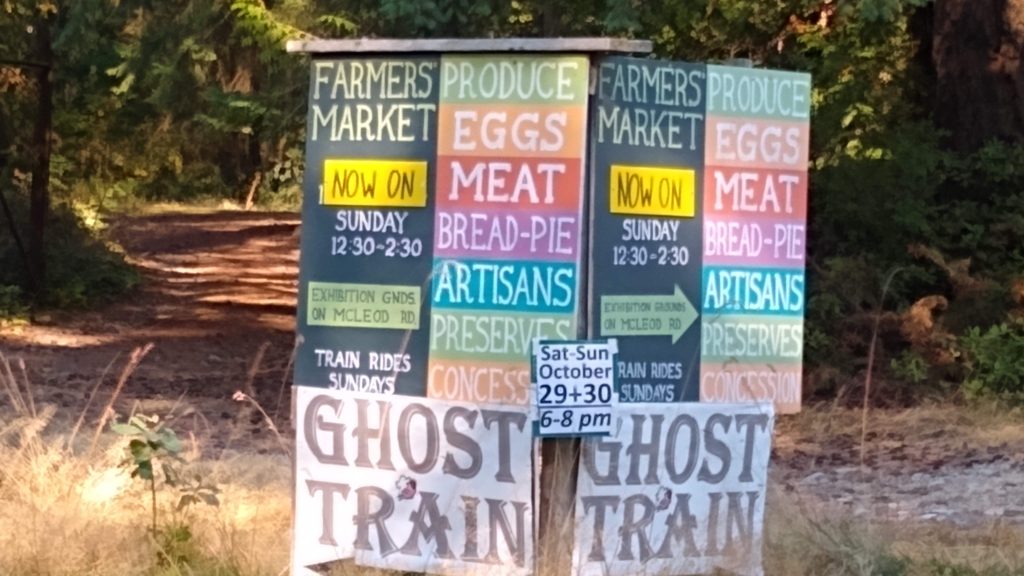 FARMERS'
MARKET
NOW ON
SUNDAY
12:30-2:30
EXHIBITION GNDS.
ON MCLEOD RD
TRAIN RIDES
SUNDAYS
PRODUCE
EGGS
MEAT
BREAD-PIE
ARTISANS
PRESERVES
CONCESS
GHOST
TRAIN
Sat-Sun
October
29+30
6-8 pm
FARMERS'
MARKET
NOW ON
SUNDAY
12:30-2:30
EXHIBITION GROUNDS
ON MCLEOD RD
RAIN RIDES
SUNDAYS
PRODUCE
EGGS
MEAT
BREAD-PIE
ARTISANS
PRESERVES
CONCESSION
GHOST
TRAIN